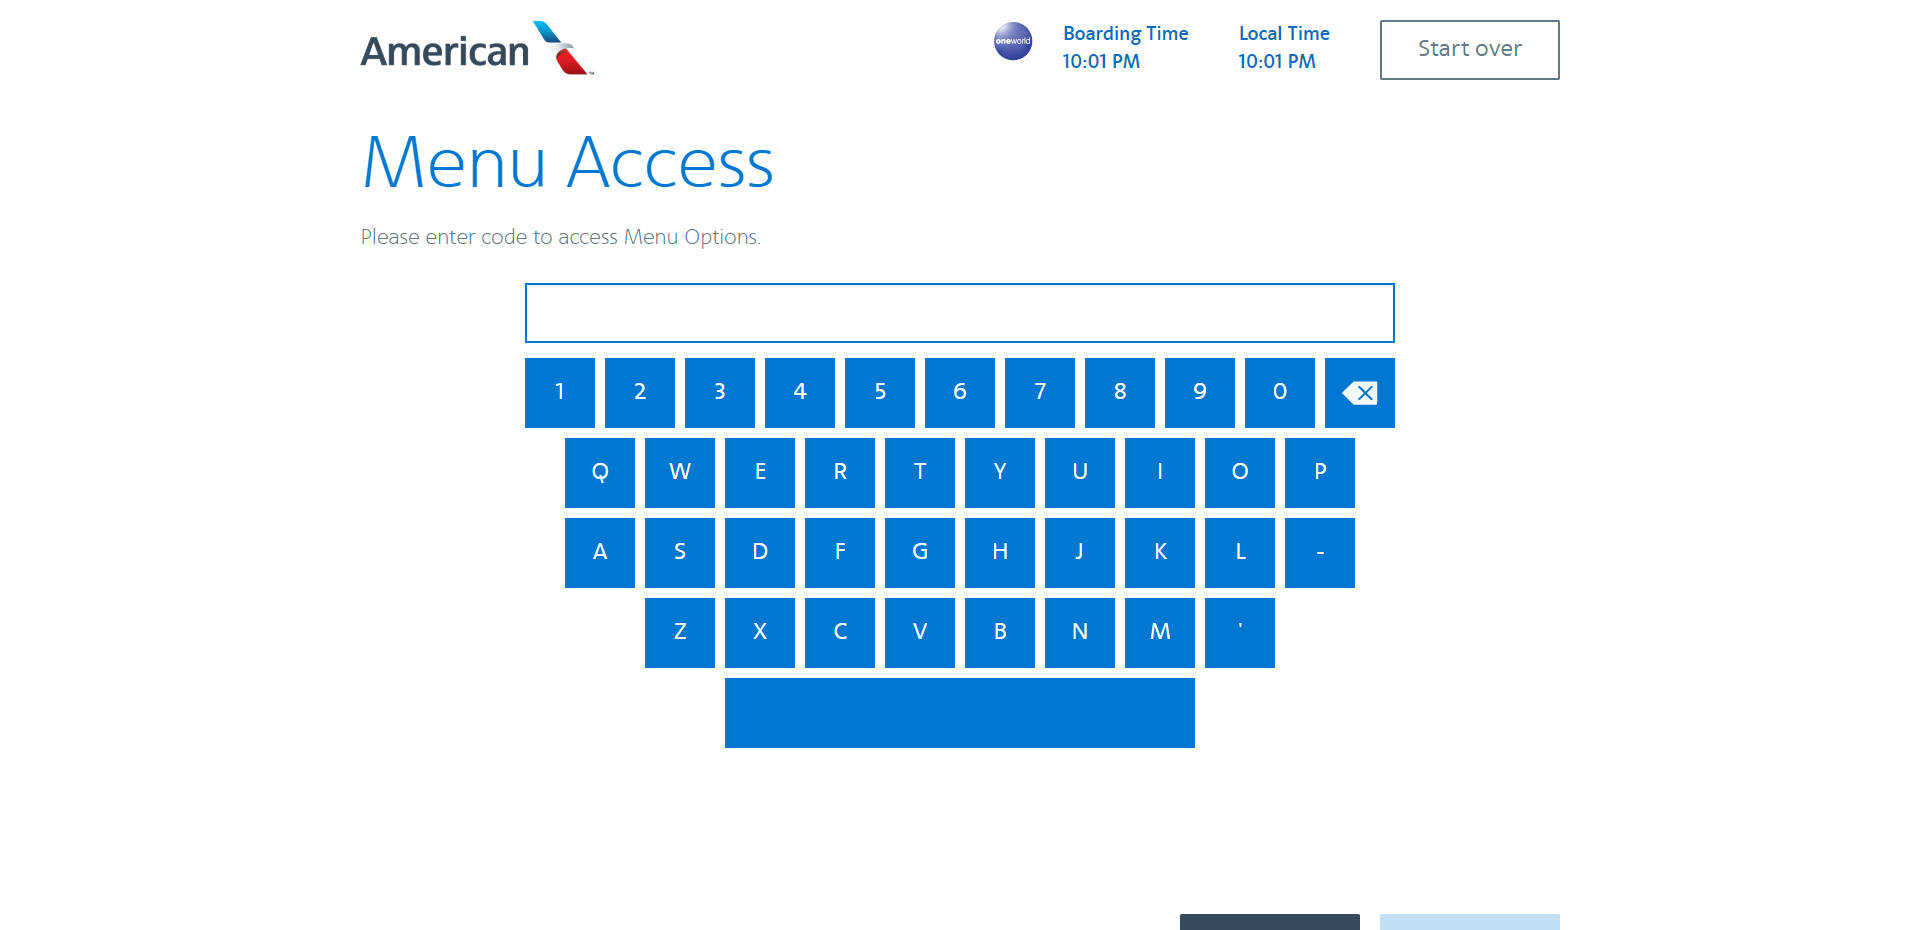 American
oneworld
Boarding Time
10:01 PM
Local Time
10:01 PM
Start over
Menu Access
Please enter code to access Menu Options.
1 2 3 4 5 6 7 8 9 0
Q W E R T Y U I O P
A S D F G H J K L -
Z X C V B N M '